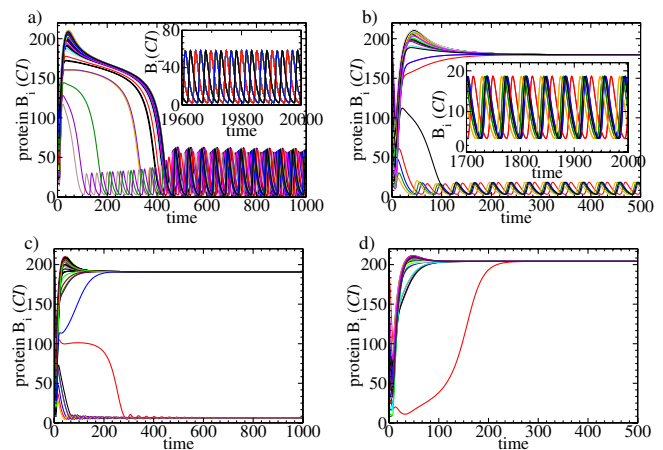 a)
200
150
100
50
0
protein B_i (CI)
0 200 400 600 800 1000
time
80
40
0
B_i (CI)
19600 19800 20000
time
b)
200
150
100
50
0
protein B_i (CI)
0 100 200 300 400 500
time
20
10
0
B_i (CI)
1700 1800 1900 2000
time
c)
200
150
100
50
0
protein B_i (CI)
0 200 400 600 800 1000
time
d)
200
150
100
50
0
protein B_i (CI)
0 100 200 300 400 500
time